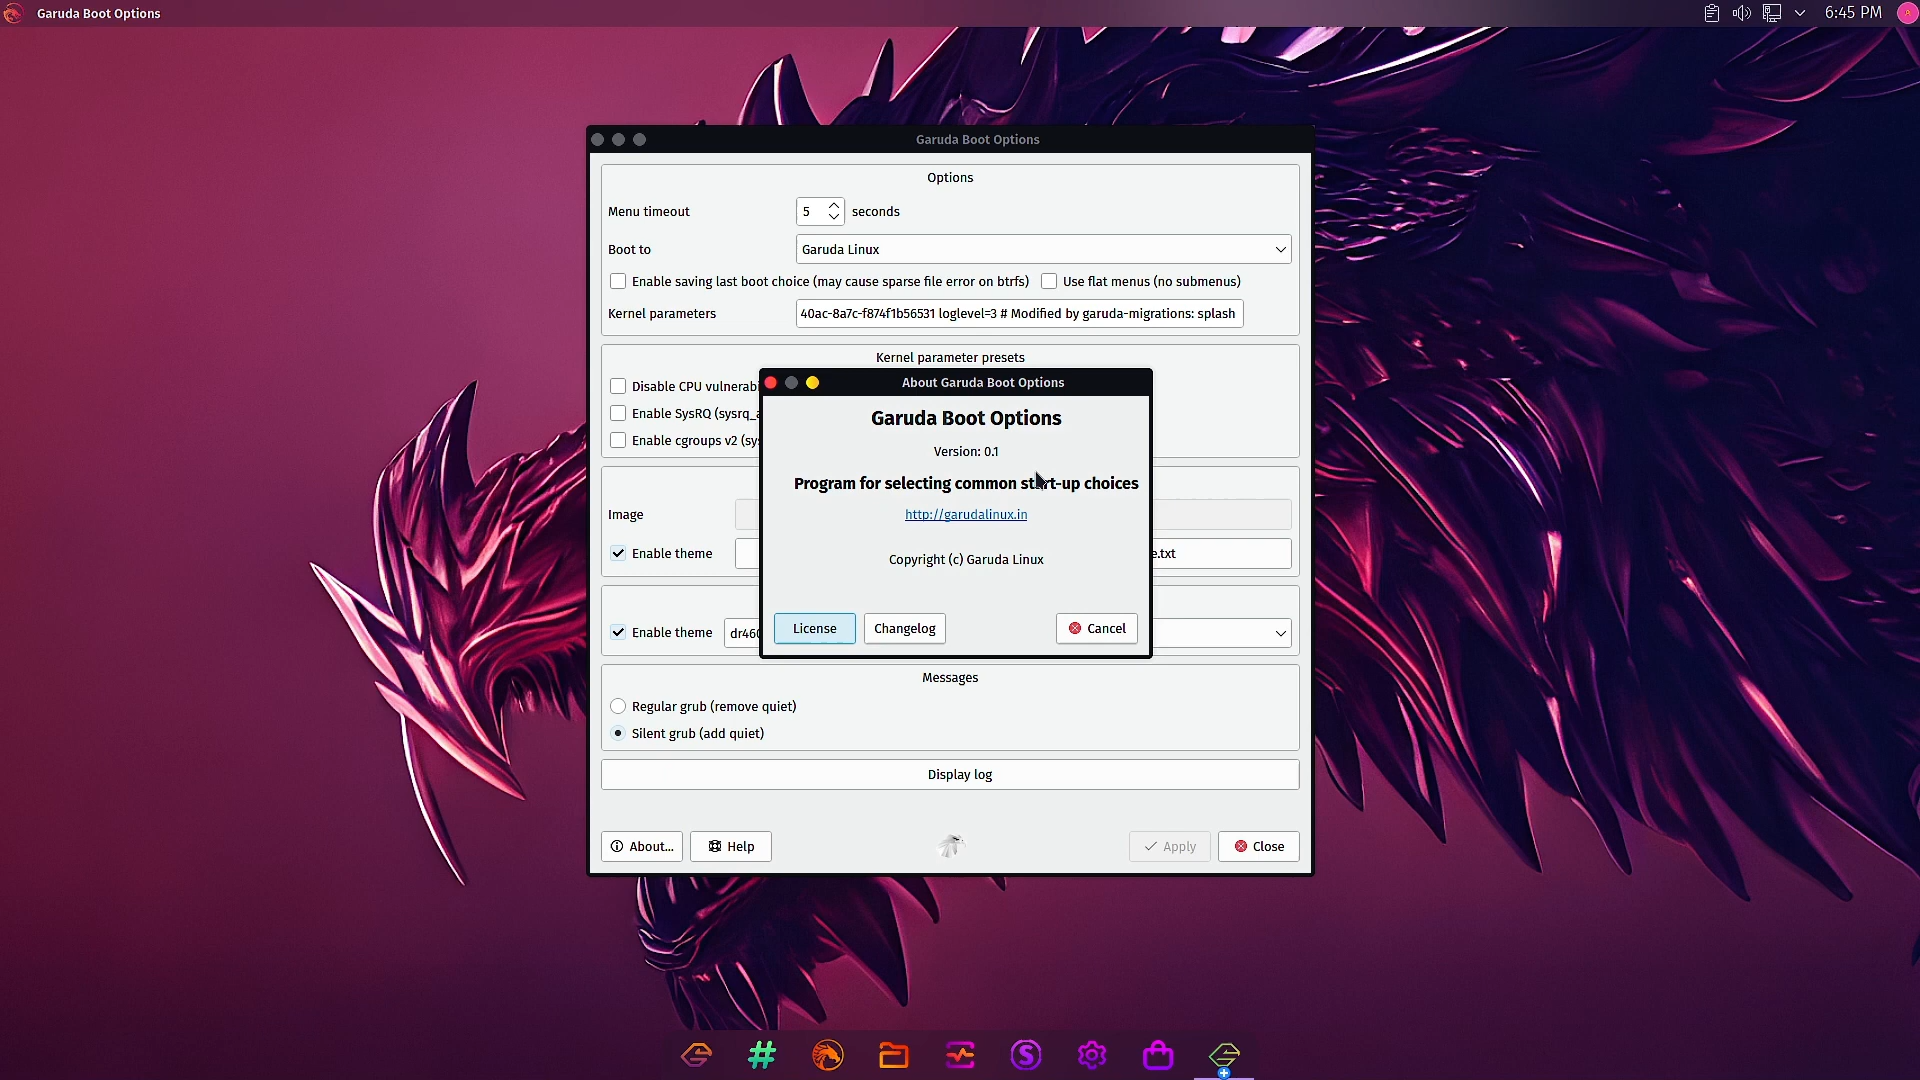 Garuda Boot Options
6:45 PM
Garuda Boot Options
Options
Menu timeout 5 seconds
Boot to Garuda Linux
Enable saving last boot choice (may cause sparse file error on btrfs) Use flat menus (no submenus)
Kernel parameters 40ac-8a7c-f874f1b56531 loglevel=3 # Modified by garuda-migrations: splash
Kernel parameter presets
Disable CPU vulnerabi
Enable SysRQ (sysrq_a
Enable cgroups v2 (sy
Image
Enable theme e.txt
Enable theme dr460
About Garuda Boot Options
Garuda Boot Options
Version: 0.1
Program for selecting common start-up choices
http://garudalinux.in
Copyright (c) Garuda Linux
License Changelog Cancel
Messages
Regular grub (remove quiet)
Silent grub (add quiet)
Display log
About... Help Apply Close